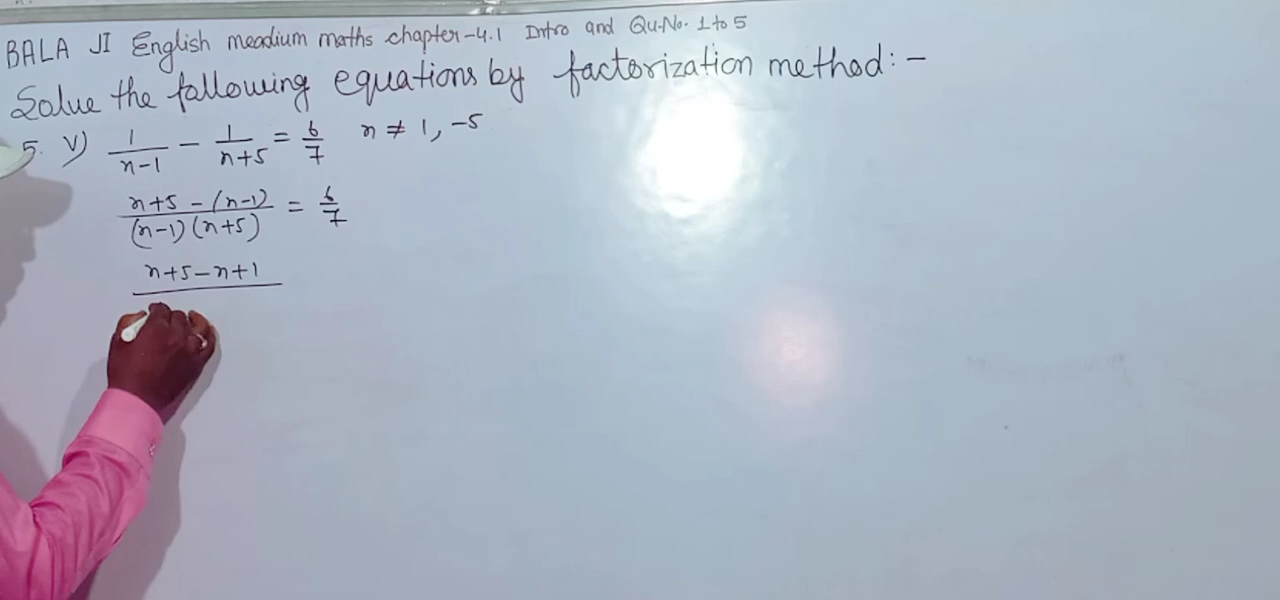 BALA JI English meadium maths chapter-4.1 Intro and Qu.No. 1 to 5
Solve the following equations by factorization method:-
5. v) 1/(x-1) - 1/(x+5) = 6/7 x ≠ 1, -5
(x+5-(x-1))/((x-1)(x+5)) = 6/7
x+5-x+1